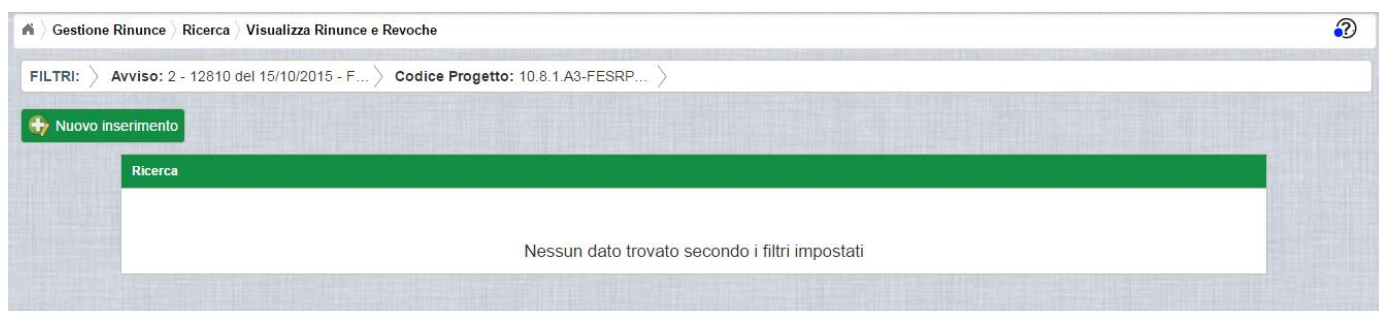 Gestione Rinunce Ricerca Visualizza Rinunce e Revoche
FILTRI: Avviso: 2 - 12810 del 15/10/2015 - F... Codice Progetto: 10.8.1.A3-FESRP...
Nuovo inserimento
Ricerca
Nessun dato trovato secondo i filtri impostati